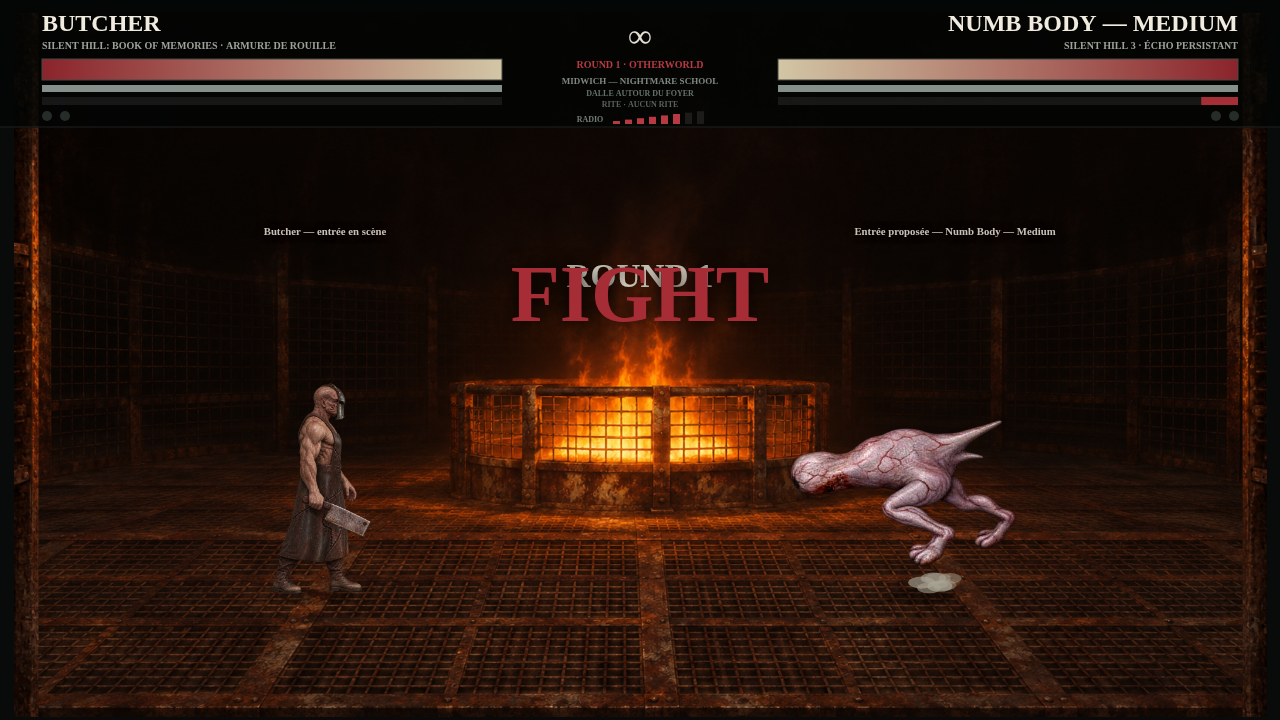 BUTCHER
SILENT HILL: BOOK OF MEMORIES · ARMURE DE ROUILLE
∞
ROUND 1 · OTHERWORLD
MIDWICH — NIGHTMARE SCHOOL
DALLE AUTOUR DU FOYER
RITE · AUCUN RITE
RADIO
NUMB BODY — MEDIUM
SILENT HILL 3 · ÉCHO PERSISTANT
Butcher — entrée en scène
Entrée proposée — Numb Body — Medium
ROUND 1
FIGHT